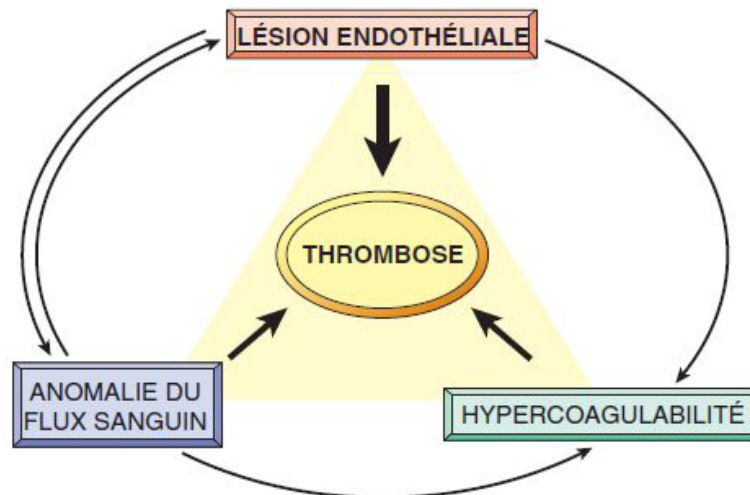 LÉSION ENDOTHÉLIALE
THROMBOSE
ANOMALIE DU
FLUX SANGUIN
HYPERCOAGULABILITÉ